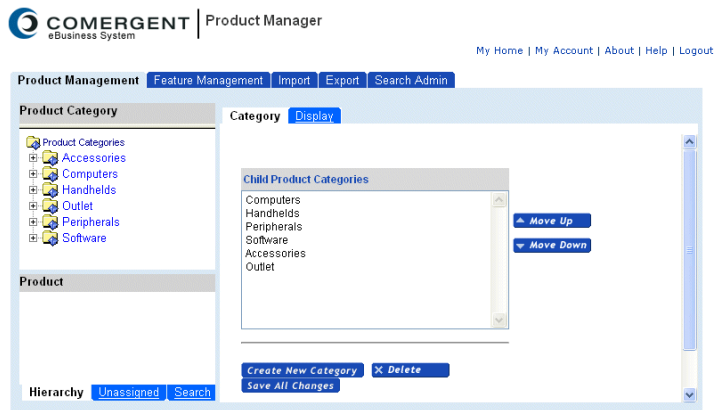 COMERGENT
eBusiness System
Product Manager
My Home | My Account | About | Help | Logout
Product Management Feature Management Import Export Search Admin
Product Category
Product Categories
Accessories
Computers
Handhelds
Outlet
Peripherals
Software
Product
Hierarchy Unassigned Search
Category Display
Child Product Categories
Computers
Handhelds
Peripherals
Software
Accessories
Outlet
Move Up
Move Down
Create New Category Delete
Save All Changes